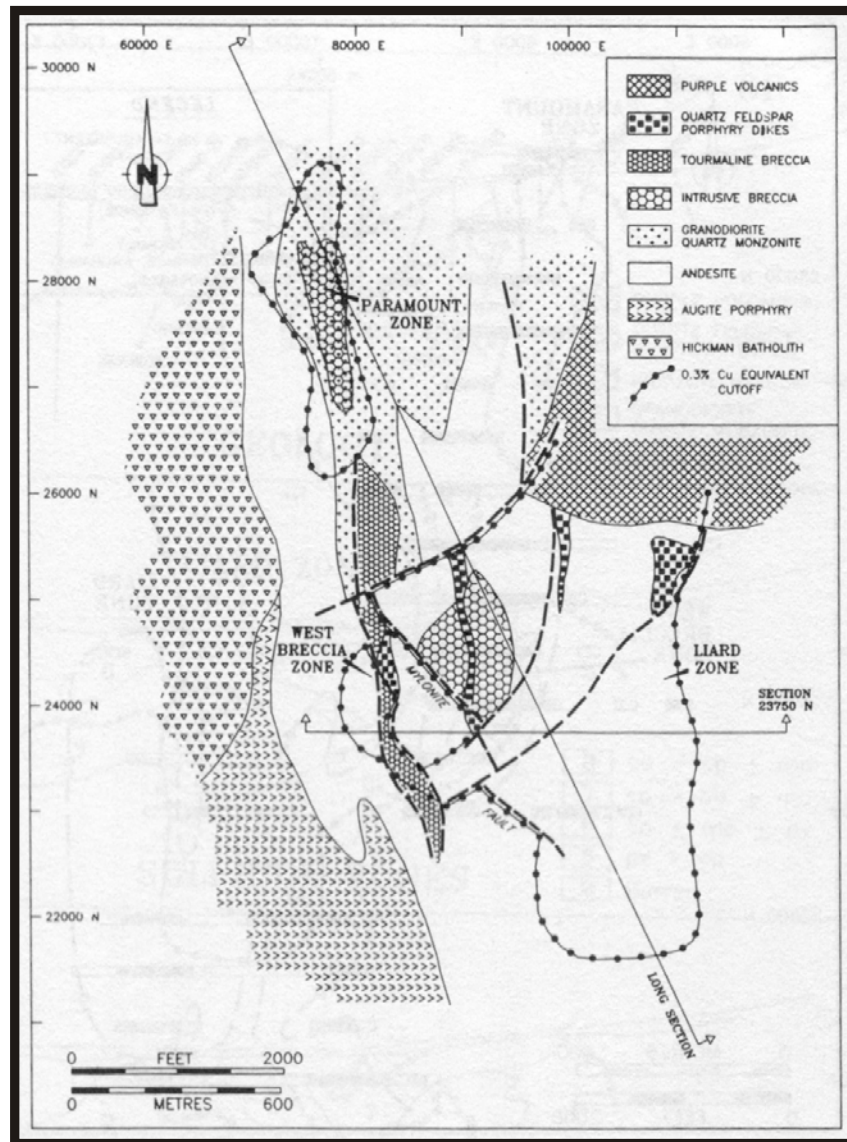 60000 E
80000 E
100000 E
30000 N
28000 N
26000 N
24000 N
22000 N
N
PURPLE VOLCANICS
QUARTZ FELDSPAR
PORPHYRY DIKES
TOURMALINE BRECCIA
INTRUSIVE BRECCIA
GRANODIORITE
QUARTZ MONZONITE
ANDESITE
AUGITE PORPHYRY
HICKMAN BATHOLITH
0.3% Cu EQUIVALENT
CUTOFF
PARAMOUNT
ZONE
WEST
BRECCIA
ZONE
MYLONITE
LIARD
ZONE
SECTION
23750 N
FAULT
LONG SECTION
0 FEET 2000
0 METRES 600